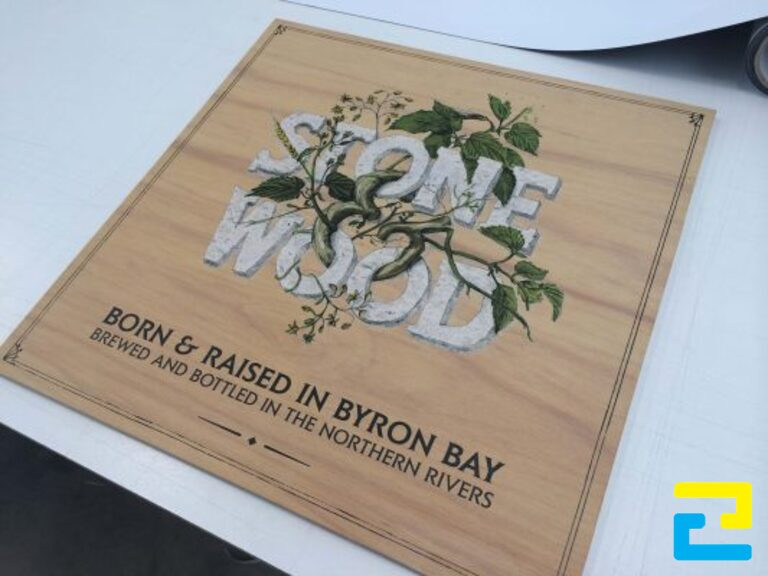 STONE
WOOD
BORN & RAISED IN BYRON BAY
BREWED AND BOTTLED IN THE NORTHERN RIVERS